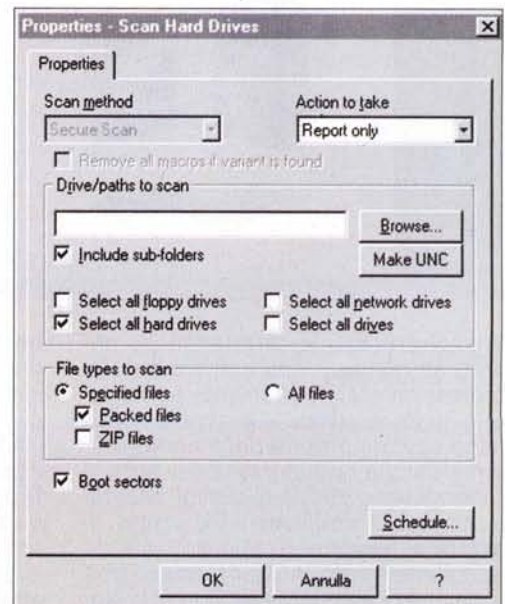 Properties - Scan Hard Drives
Properties
Scan method
Action to take
Secure Scan
Report only
Remove all macros if variant is found
Drive/paths to scan
Browse...
Include sub-folders
Make UNC
Select all floppy drives
Select all network drives
Select all hard drives
Select all drives
File types to scan
Specified files
All files
Packed files
ZIP files
Boot sectors
Schedule...
OK
Annulla
?